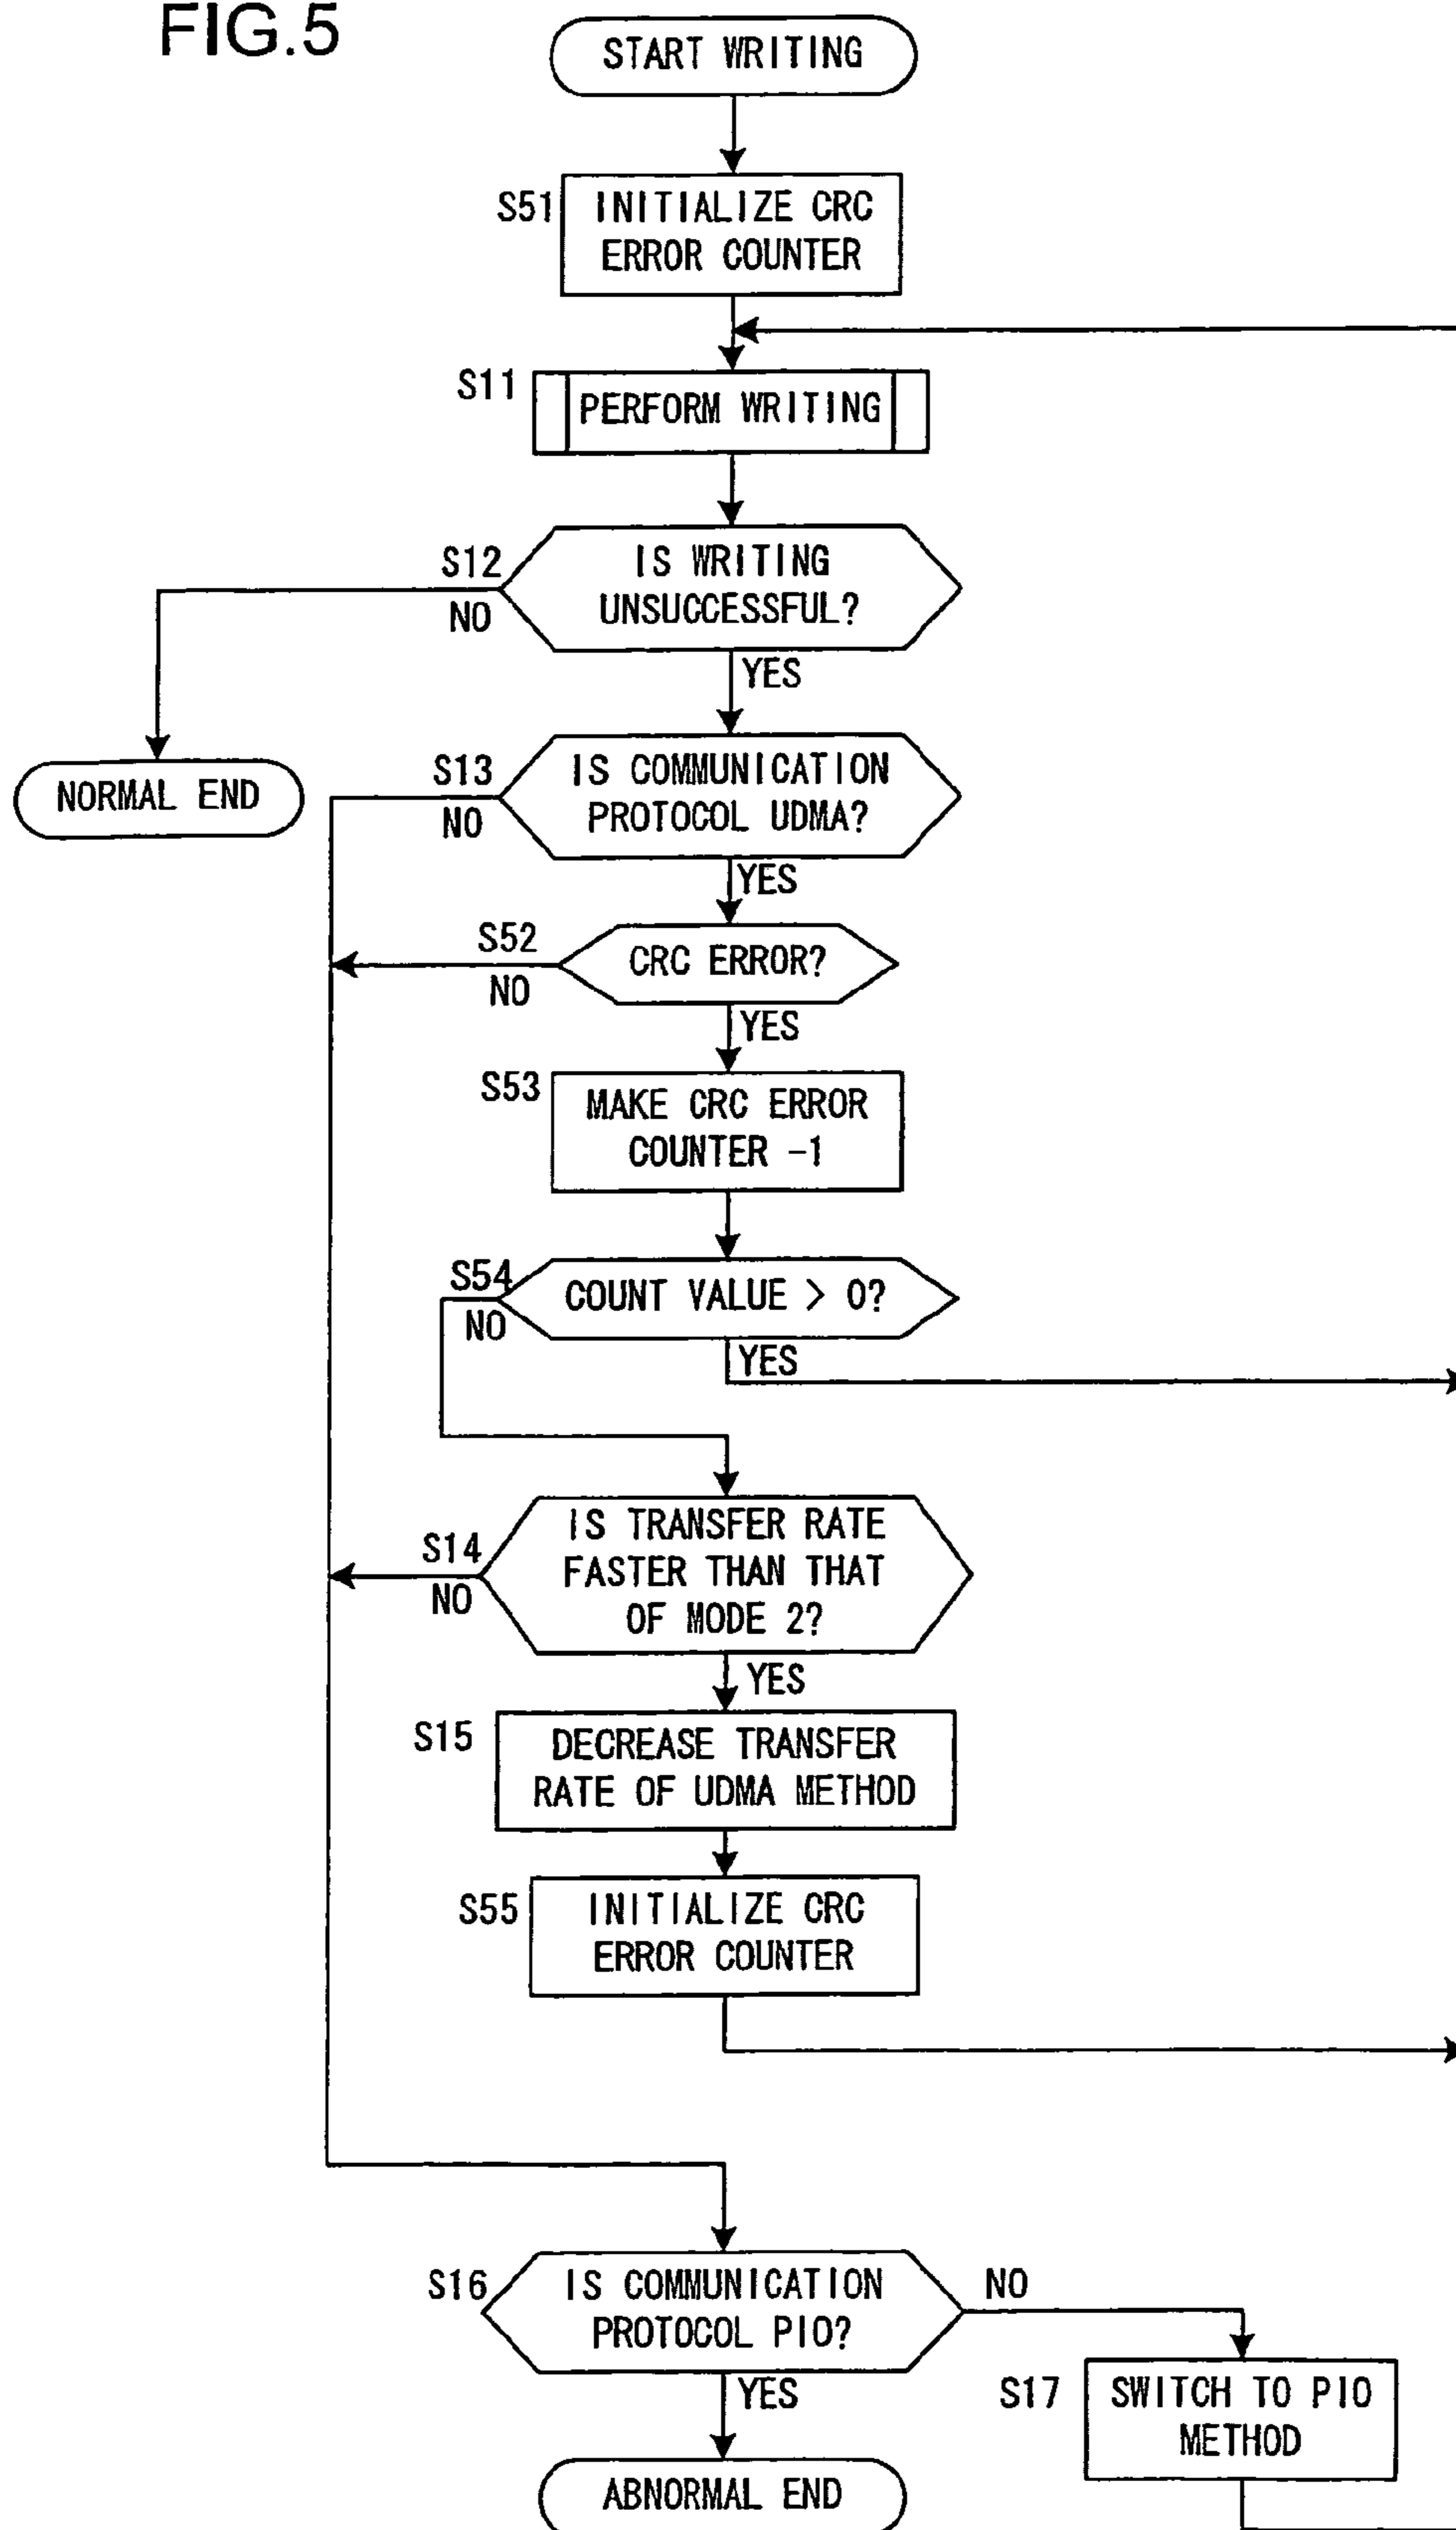 FIG.5
START WRITING
S51
INITIALIZE CRC
ERROR COUNTER
S11
PERFORM WRITING
S12
IS WRITING
UNSUCCESSFUL?
NO
YES
NORMAL END
S13
IS COMMUNICATION
PROTOCOL UDMA?
NO
YES
S52
CRC ERROR?
NO
YES
S53
MAKE CRC ERROR
COUNTER -1
S54
COUNT VALUE > 0?
NO
YES
S14
IS TRANSFER RATE
FASTER THAN THAT
OF MODE 2?
NO
YES
S15
DECREASE TRANSFER
RATE OF UDMA METHOD
S55
INITIALIZE CRC
ERROR COUNTER
S16
IS COMMUNICATION
PROTOCOL PIO?
NO
YES
S17
SWITCH TO PIO
METHOD
ABNORMAL END